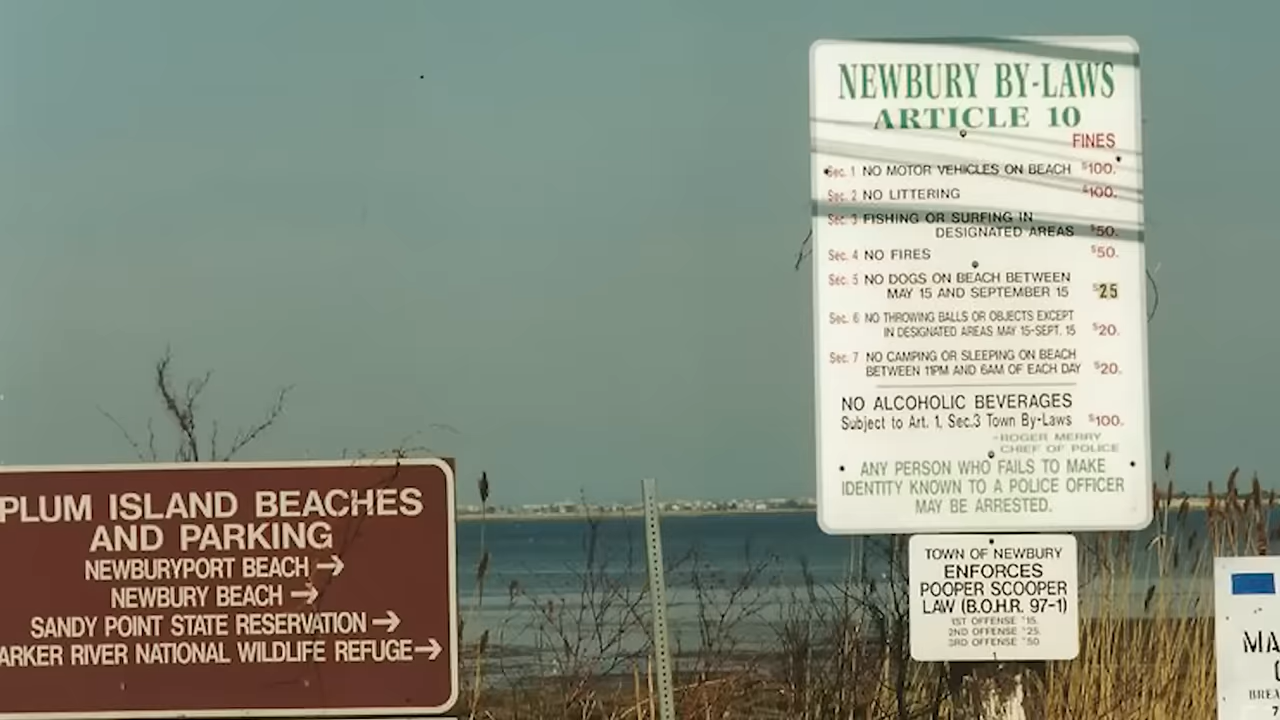 PLUM ISLAND BEACHES
AND PARKING
NEWBURYPORT BEACH →
NEWBURY BEACH →
SANDY POINT STATE RESERVATION →
ARKER RIVER NATIONAL WILDLIFE REFUGE →
NEWBURY BY-LAWS
ARTICLE 10
FINES
Sec. 1 NO MOTOR VEHICLES ON BEACH $100.
Sec. 2 NO LITTERING $100.
Sec. 3 FISHING OR SURFING IN
DESIGNATED AREAS $50.
Sec. 4 NO FIRES $50.
Sec. 5 NO DOGS ON BEACH BETWEEN
MAY 15 AND SEPTEMBER 15 $25
Sec. 6 NO THROWING BALLS OR OBJECTS EXCEPT
IN DESIGNATED AREAS MAY 15-SEPT. 15 $20.
Sec. 7 NO CAMPING OR SLEEPING ON BEACH
BETWEEN 11PM AND 6AM OF EACH DAY $20.
NO ALCOHOLIC BEVERAGES
Subject to Art. 1, Sec.3 Town By-Laws $100.
-ROGER MERRY
CHIEF OF POLICE
ANY PERSON WHO FAILS TO MAKE
IDENTITY KNOWN TO A POLICE OFFICER
MAY BE ARRESTED.
TOWN OF NEWBURY
ENFORCES
POOPER SCOOPER
LAW (B.O.H.R. 97-1)
1ST OFFENSE $15.
2ND OFFENSE $25.
3RD OFFENSE $50
MA
BREA
7